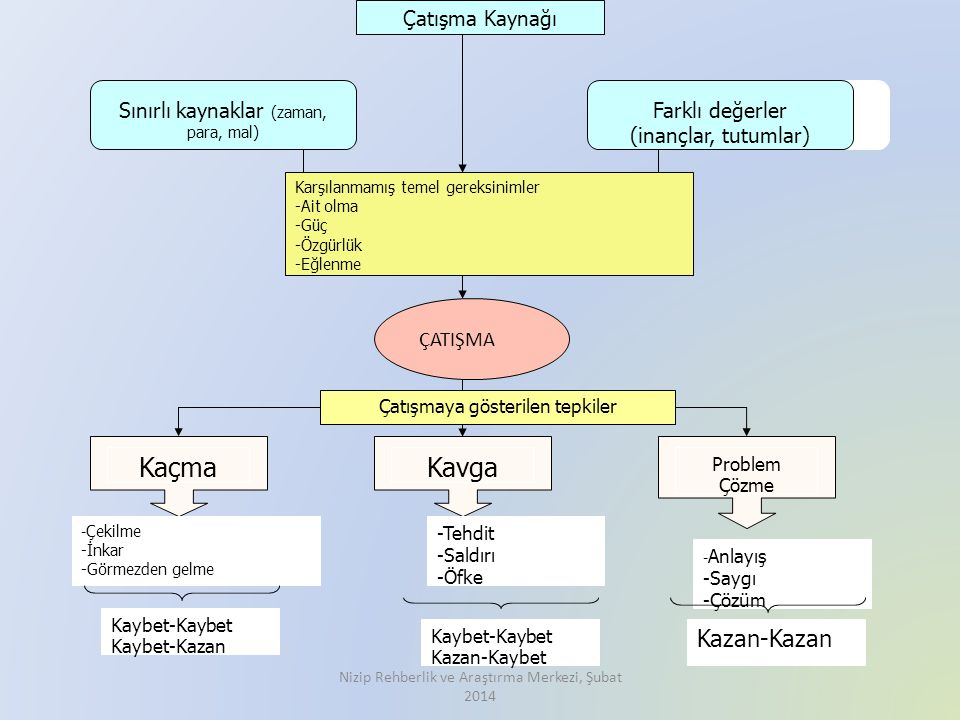 Çatışma Kaynağı
Sınırlı kaynaklar (zaman,
para, mal)
Farklı değerler
(inançlar, tutumlar)
Karşılanmamış temel gereksinimler
-Ait olma
-Güç
-Özgürlük
-Eğlenme
ÇATIŞMA
Çatışmaya gösterilen tepkiler
Kaçma
Kavga
Problem
Çözme
-Çekilme
-İnkar
-Görmezden gelme
-Tehdit
-Saldırı
-Öfke
-Anlayış
-Saygı
-Çözüm
Kaybet-Kaybet
Kaybet-Kazan
Kaybet-Kaybet
Kazan-Kaybet
Kazan-Kazan
Nizip Rehberlik ve Araştırma Merkezi, Şubat
2014